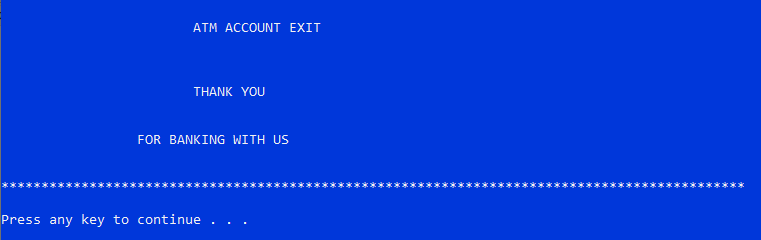 ATM ACCOUNT EXIT
THANK YOU
FOR BANKING WITH US
*********************************************************************************************
Press any key to continue . . .